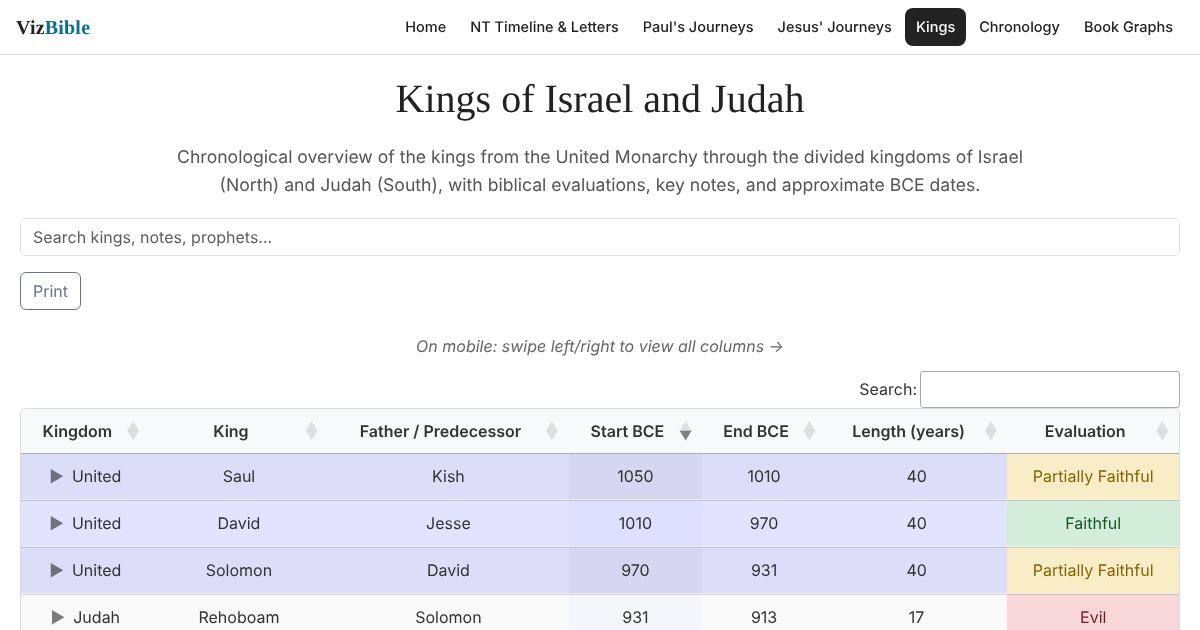 VizBible Home NT Timeline & Letters Paul's Journeys Jesus' Journeys Kings Chronology Book Graphs
Kings of Israel and Judah
Chronological overview of the kings from the United Monarchy through the divided kingdoms of Israel
(North) and Judah (South), with biblical evaluations, key notes, and approximate BCE dates.
Search kings, notes, prophets...
Print
On mobile: swipe left/right to view all columns →
Search:
Kingdom King Father / Predecessor Start BCE End BCE Length (years) Evaluation
United Saul Kish 1050 1010 40 Partially Faithful
United David Jesse 1010 970 40 Faithful
United Solomon David 970 931 40 Partially Faithful
Judah Rehoboam Solomon 931 913 17 Evil